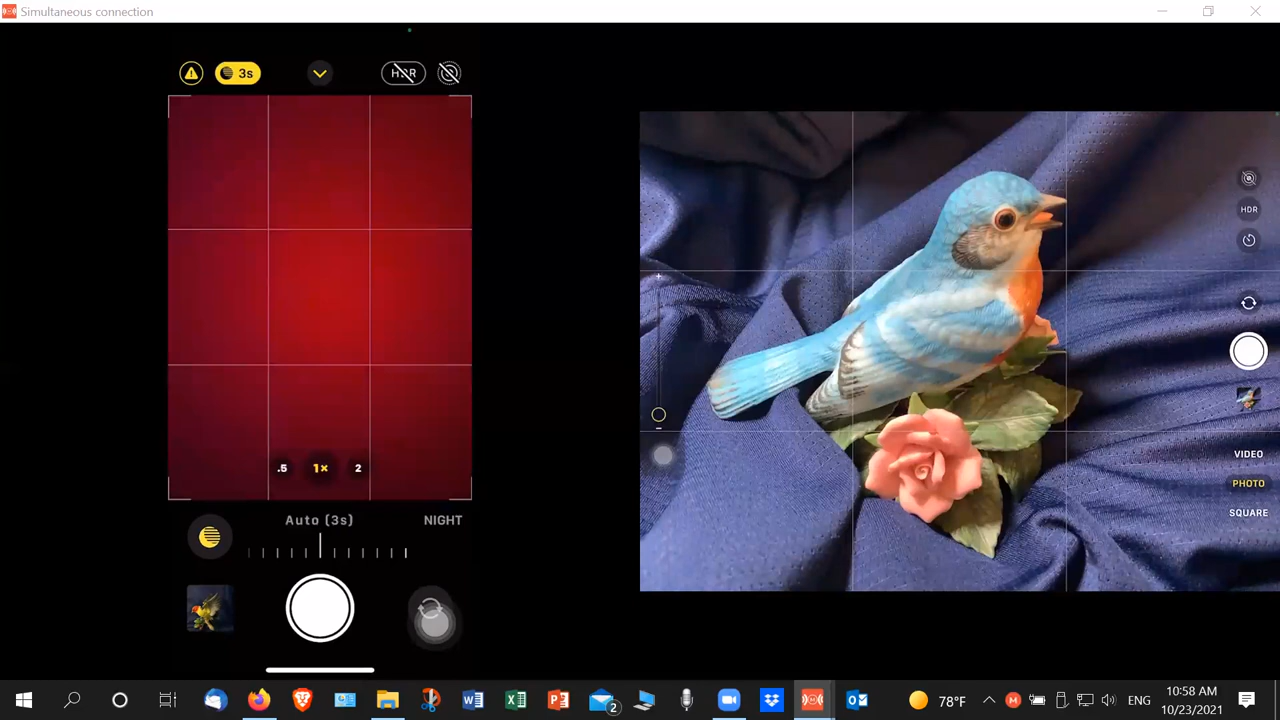 Simultaneous connection
3s
HDR
.5
1×
2
Auto (3s)
NIGHT
HDR
VIDEO
PHOTO
SQUARE
2
78°F
ENG
10:58 AM
10/23/2021